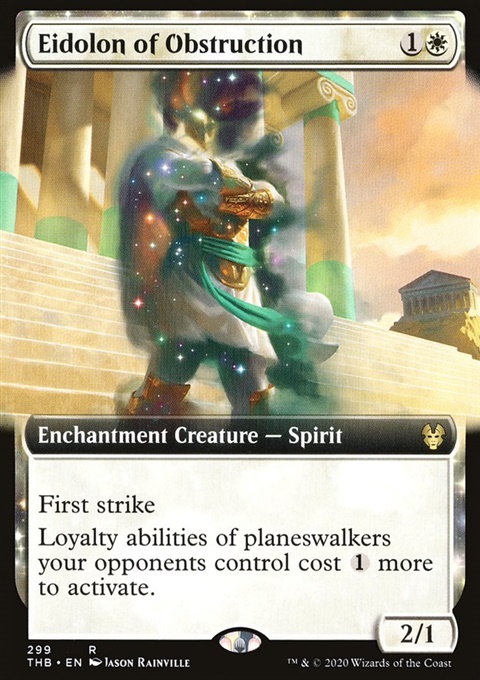 Eidolon of Obstruction 1
Enchantment Creature — Spirit
First strike
Loyalty abilities of planeswalkers
your opponents control cost 1 more
to activate.
2/1
299 R
THB • EN Jason Rainville
™ & © 2020 Wizards of the Coast